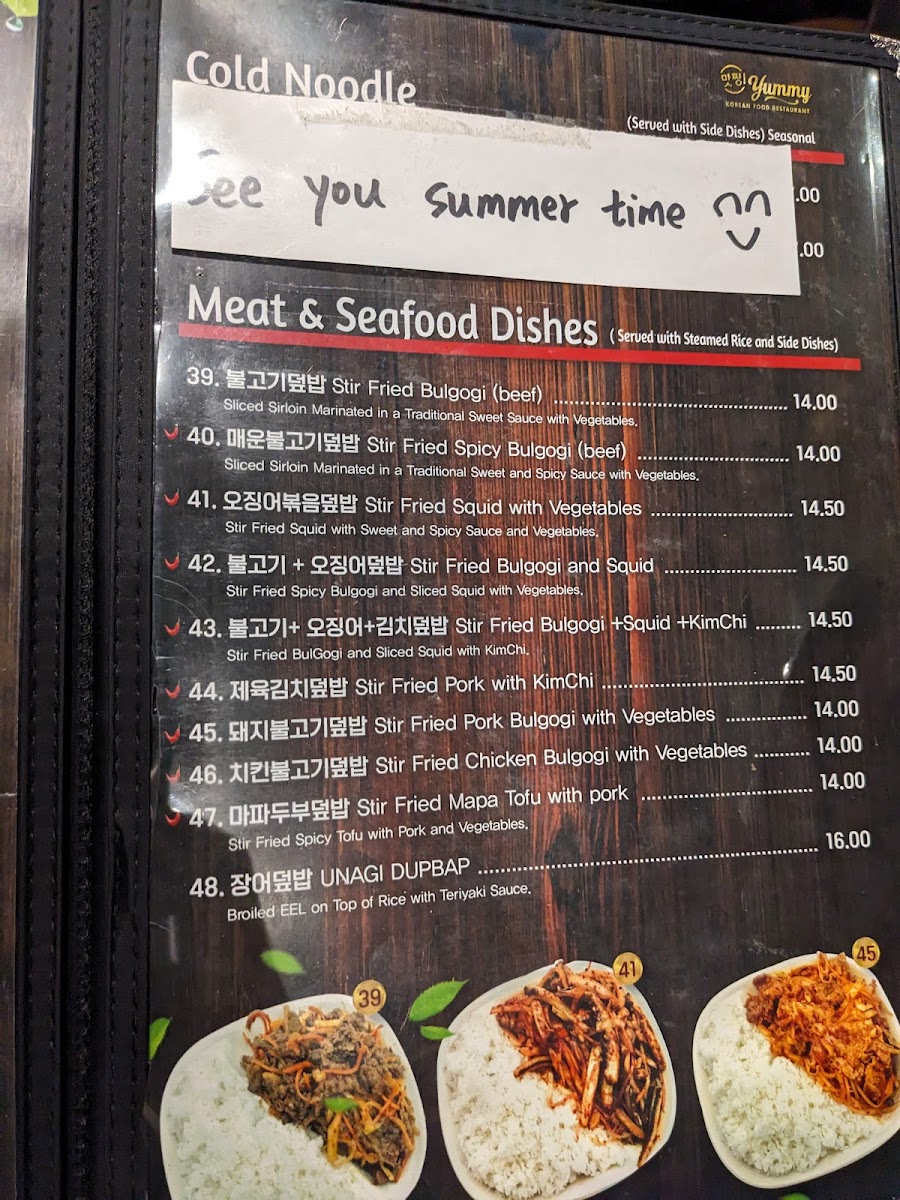 Cold Noodle
맛찡! Yummy
KOREAN FOOD RESTAURANT
(Served with Side Dishes) Seasonal
See you summer time
.00
.00
Meat & Seafood Dishes ( Served with Steamed Rice and Side Dishes)
39. 불고기덮밥 Stir Fried Bulgogi (beef) 14.00
Sliced Sirloin Marinated in a Traditional Sweet Sauce with Vegetables.
40. 매운불고기덮밥 Stir Fried Spicy Bulgogi (beef) 14.00
Sliced Sirloin Marinated in a Traditional Sweet and Spicy Sauce with Vegetables.
41. 오징어볶음덮밥 Stir Fried Squid with Vegetables 14.50
Stir Fried Squid with Sweet and Spicy Sauce and Vegetables.
42. 불고기 + 오징어덮밥 Stir Fried Bulgogi and Squid 14.50
Stir Fried Spicy Bulgogi and Sliced Squid with Vegetables.
43. 불고기+ 오징어+김치덮밥 Stir Fried Bulgogi +Squid +KimChi 14.50
Stir Fried BulGogi and Sliced Squid with KimChi.
44. 제육김치덮밥 Stir Fried Pork with KimChi 14.50
45. 돼지불고기덮밥 Stir Fried Pork Bulgogi with Vegetables 14.00
46. 치킨불고기덮밥 Stir Fried Chicken Bulgogi with Vegetables 14.00
47. 마파두부덮밥 Stir Fried Mapa Tofu with pork 14.00
Stir Fried Spicy Tofu with Pork and Vegetables.
48. 장어덮밥 UNAGI DUPBAP 16.00
Broiled EEL on Top of Rice with Teriyaki Sauce.
39
41
45